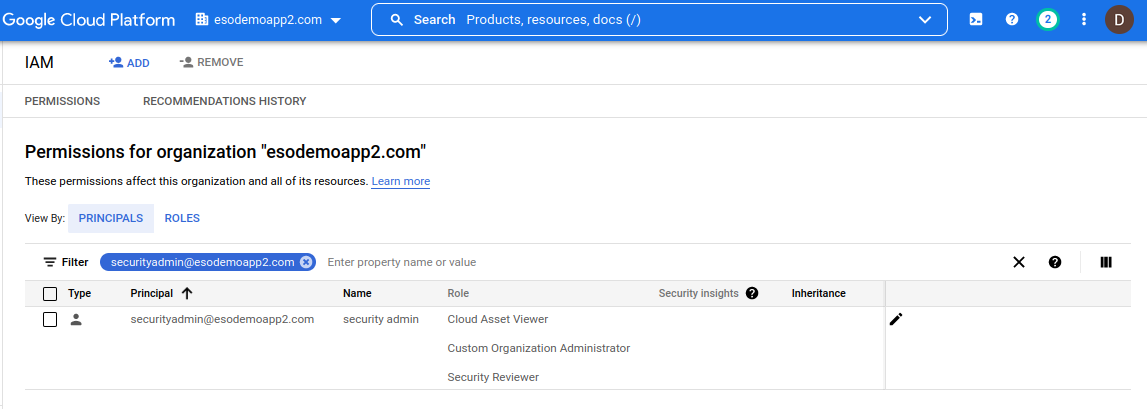 Google Cloud Platform esodemoapp2.com Search Products, resources, docs (/) 2 D
IAM ADD REMOVE
PERMISSIONS RECOMMENDATIONS HISTORY
Permissions for organization "esodemoapp2.com"
These permissions affect this organization and all of its resources. Learn more
View By: PRINCIPALS ROLES
Filter securityadmin@esodemoapp2.com Enter property name or value
Type Principal Name Role Security insights Inheritance
securityadmin@esodemoapp2.com security admin Cloud Asset Viewer
Custom Organization Administrator
Security Reviewer